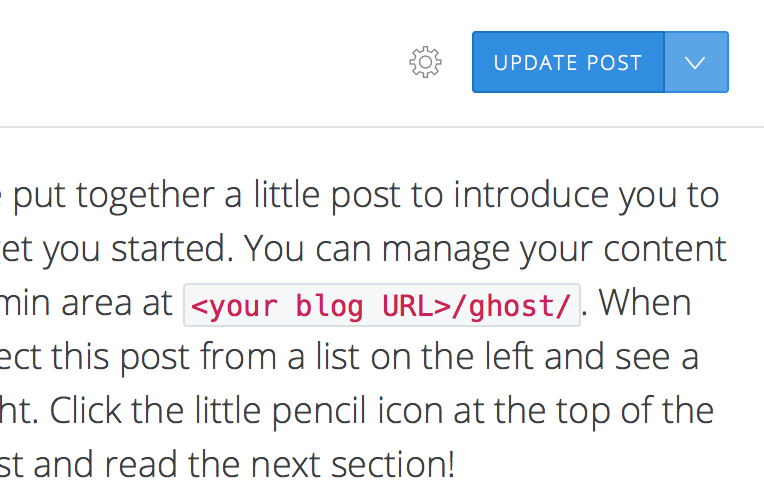 UPDATE POST
put together a little post to introduce you to
get you started. You can manage your content
min area at <your blog URL>/ghost/. When
ect this post from a list on the left and see a
ht. Click the little pencil icon at the top of the
st and read the next section!